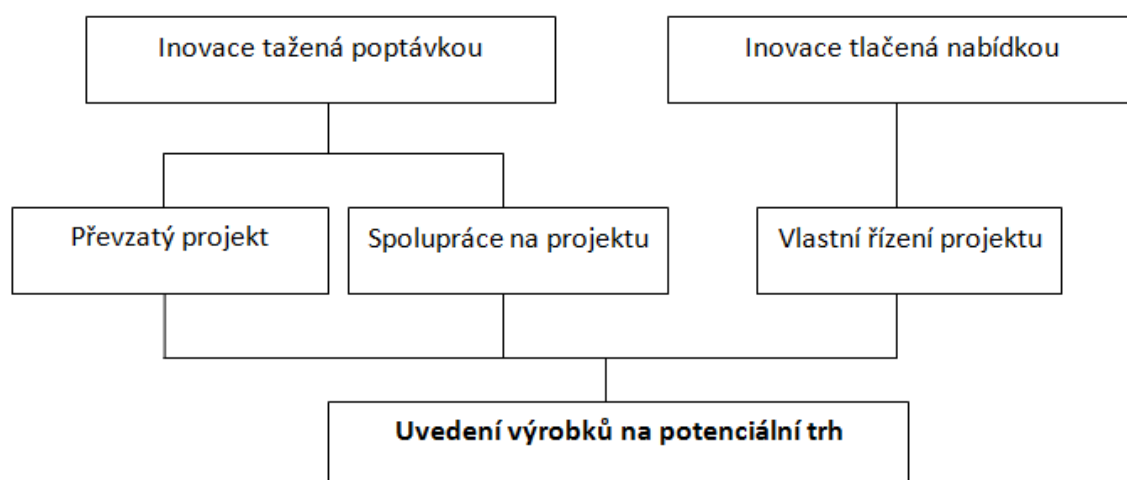 Inovace tažená poptávkou
Inovace tlačená nabídkou
Převzatý projekt
Spolupráce na projektu
Vlastní řízení projektu
Uvedení výrobků na potenciální trh